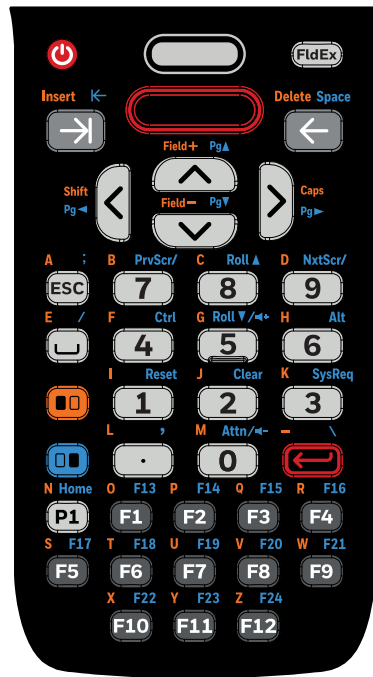 FldEx
Insert Delete Space
Field+ Pg▲
Shift Caps
Pg◄ Field− Pg▼ Pg►
A ; B PrvScr/ C Roll ▲ D NxtScr/
ESC 7 8 9
E / F Ctrl G Roll ▼/ H Alt
4 5 6
I Reset J Clear K SysReq
1 2 3
L , M Attn/ − \
. 0
N Home O F13 P F14 Q F15 R F16
P1 F1 F2 F3 F4
S F17 T F18 U F19 V F20 W F21
F5 F6 F7 F8 F9
X F22 Y F23 Z F24
F10 F11 F12